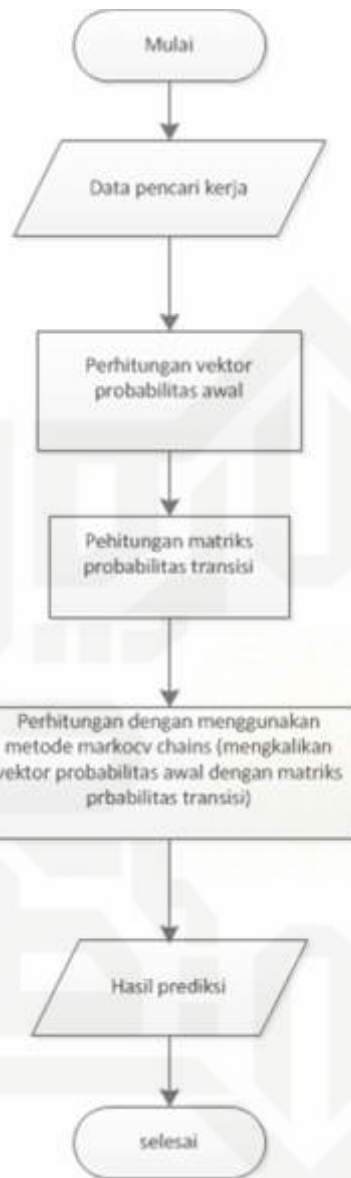 Mulai
Data pencari kerja
Perhitungan vektor
probabilitas awal
Pehitungan matriks
probabilitas transisi
Perhitungan dengan menggunakan
metode markocv chains (mengkalikan
vektor probabilitas awal dengan matriks
prbabilitas transisi)
Hasil prediksi
selesai